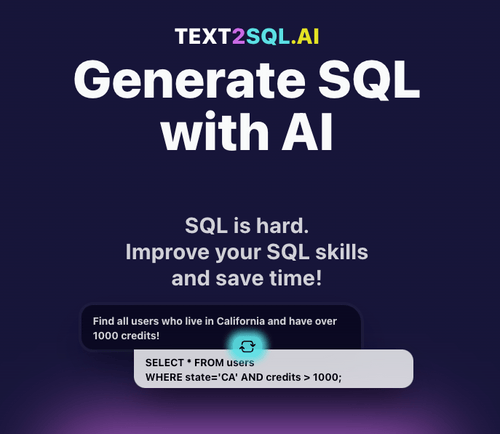 TEXT2SQL.AI
Generate SQL
with AI
SQL is hard.
Improve your SQL skills
and save time!
Find all users who live in California and have over
1000 credits!
SELECT * FROM users
WHERE state='CA' AND credits > 1000;